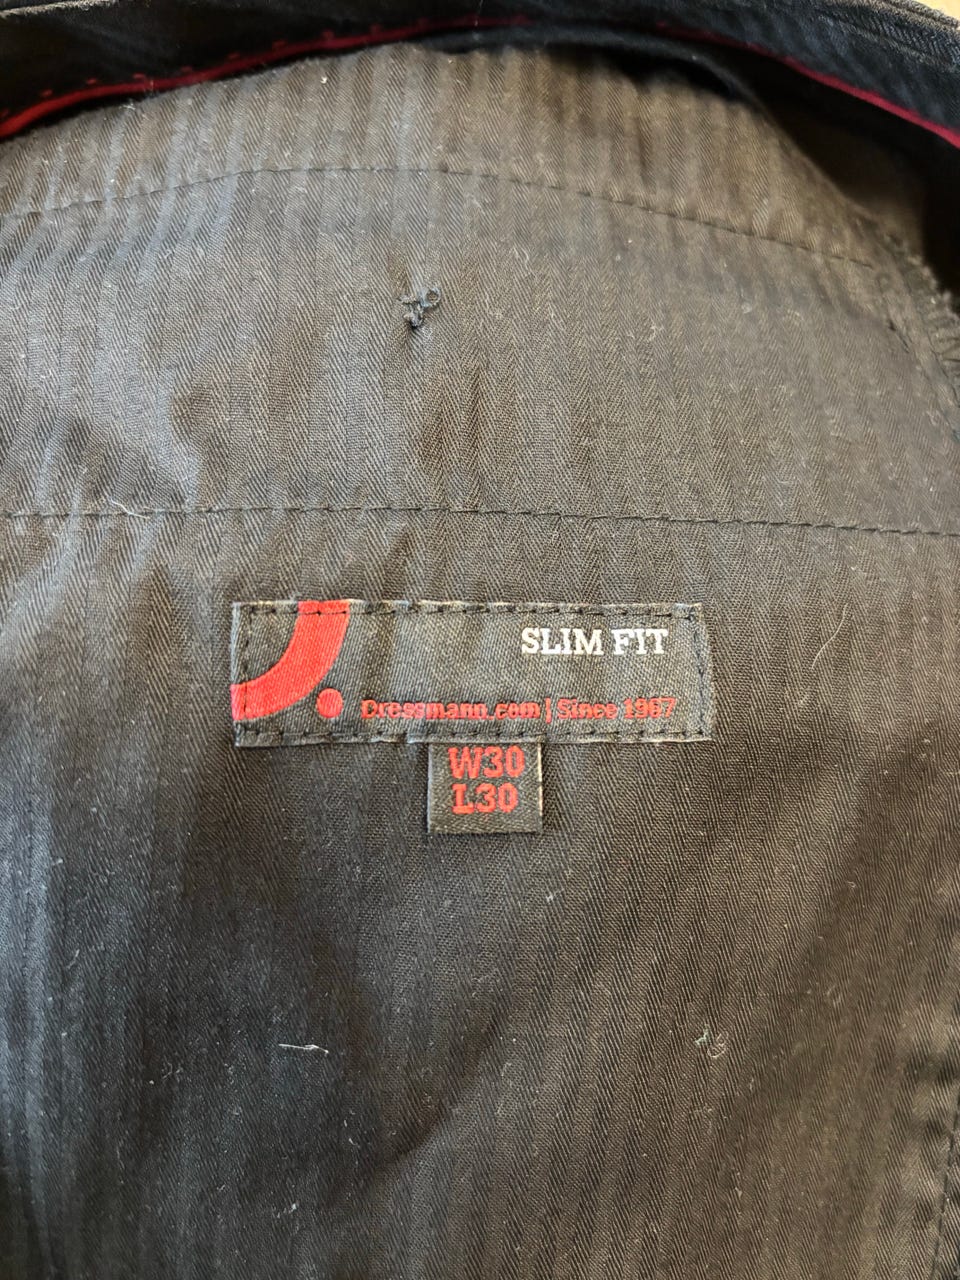 SLIM FIT
Dressmann.com | Since 1967
W30
L30